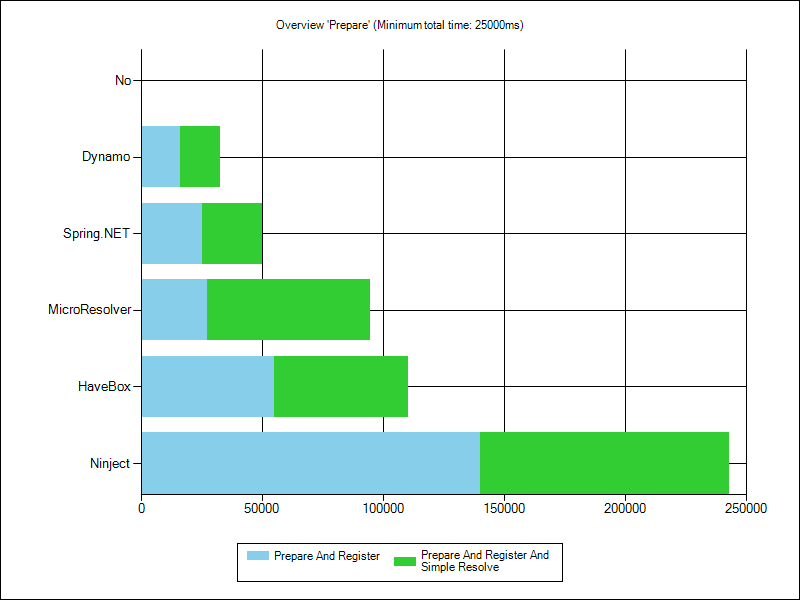 Overview 'Prepare' (Minimum total time: 25000ms)
No
Dynamo
Spring.NET
MicroResolver
HaveBox
Ninject
0 50000 100000 150000 200000 250000
Prepare And Register
Prepare And Register And
Simple Resolve